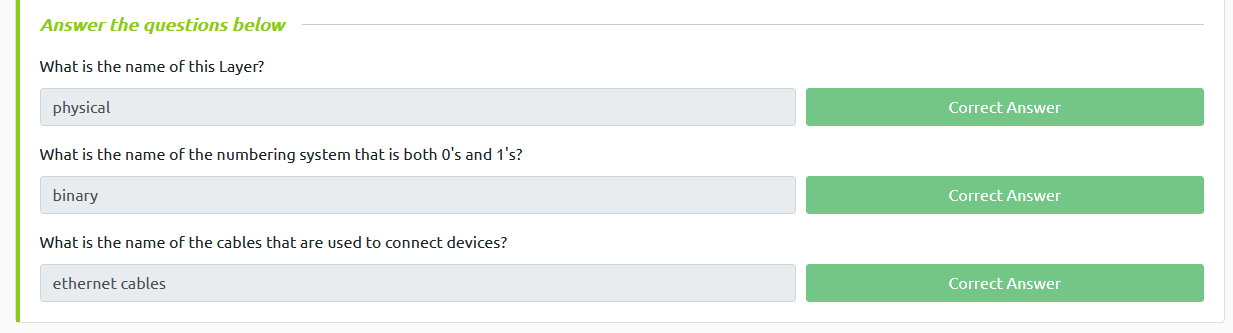 Answer the questions below
What is the name of this Layer?
physical
Correct Answer
What is the name of the numbering system that is both 0's and 1's?
binary
Correct Answer
What is the name of the cables that are used to connect devices?
ethernet cables
Correct Answer